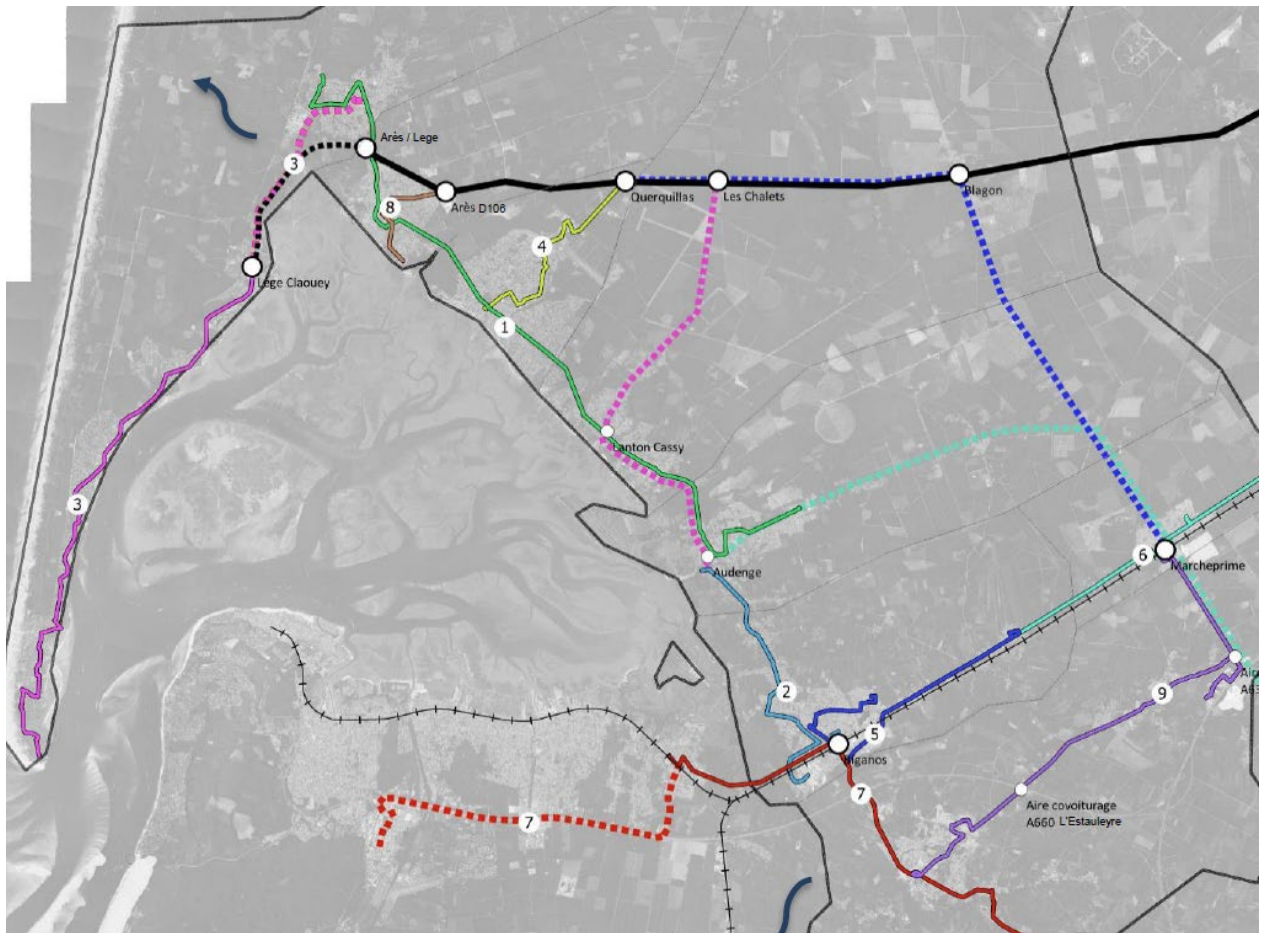 Arès / Lege
3
8
Arès D106
Querquillas
Les Chalets
Blagon
4
Lège Claouey
1
Lanton Cassy
3
Audenge
6
Marcheprime
2
9
5
Biganos
7
7
Aire covoiturage
A660 L'Estauleyre